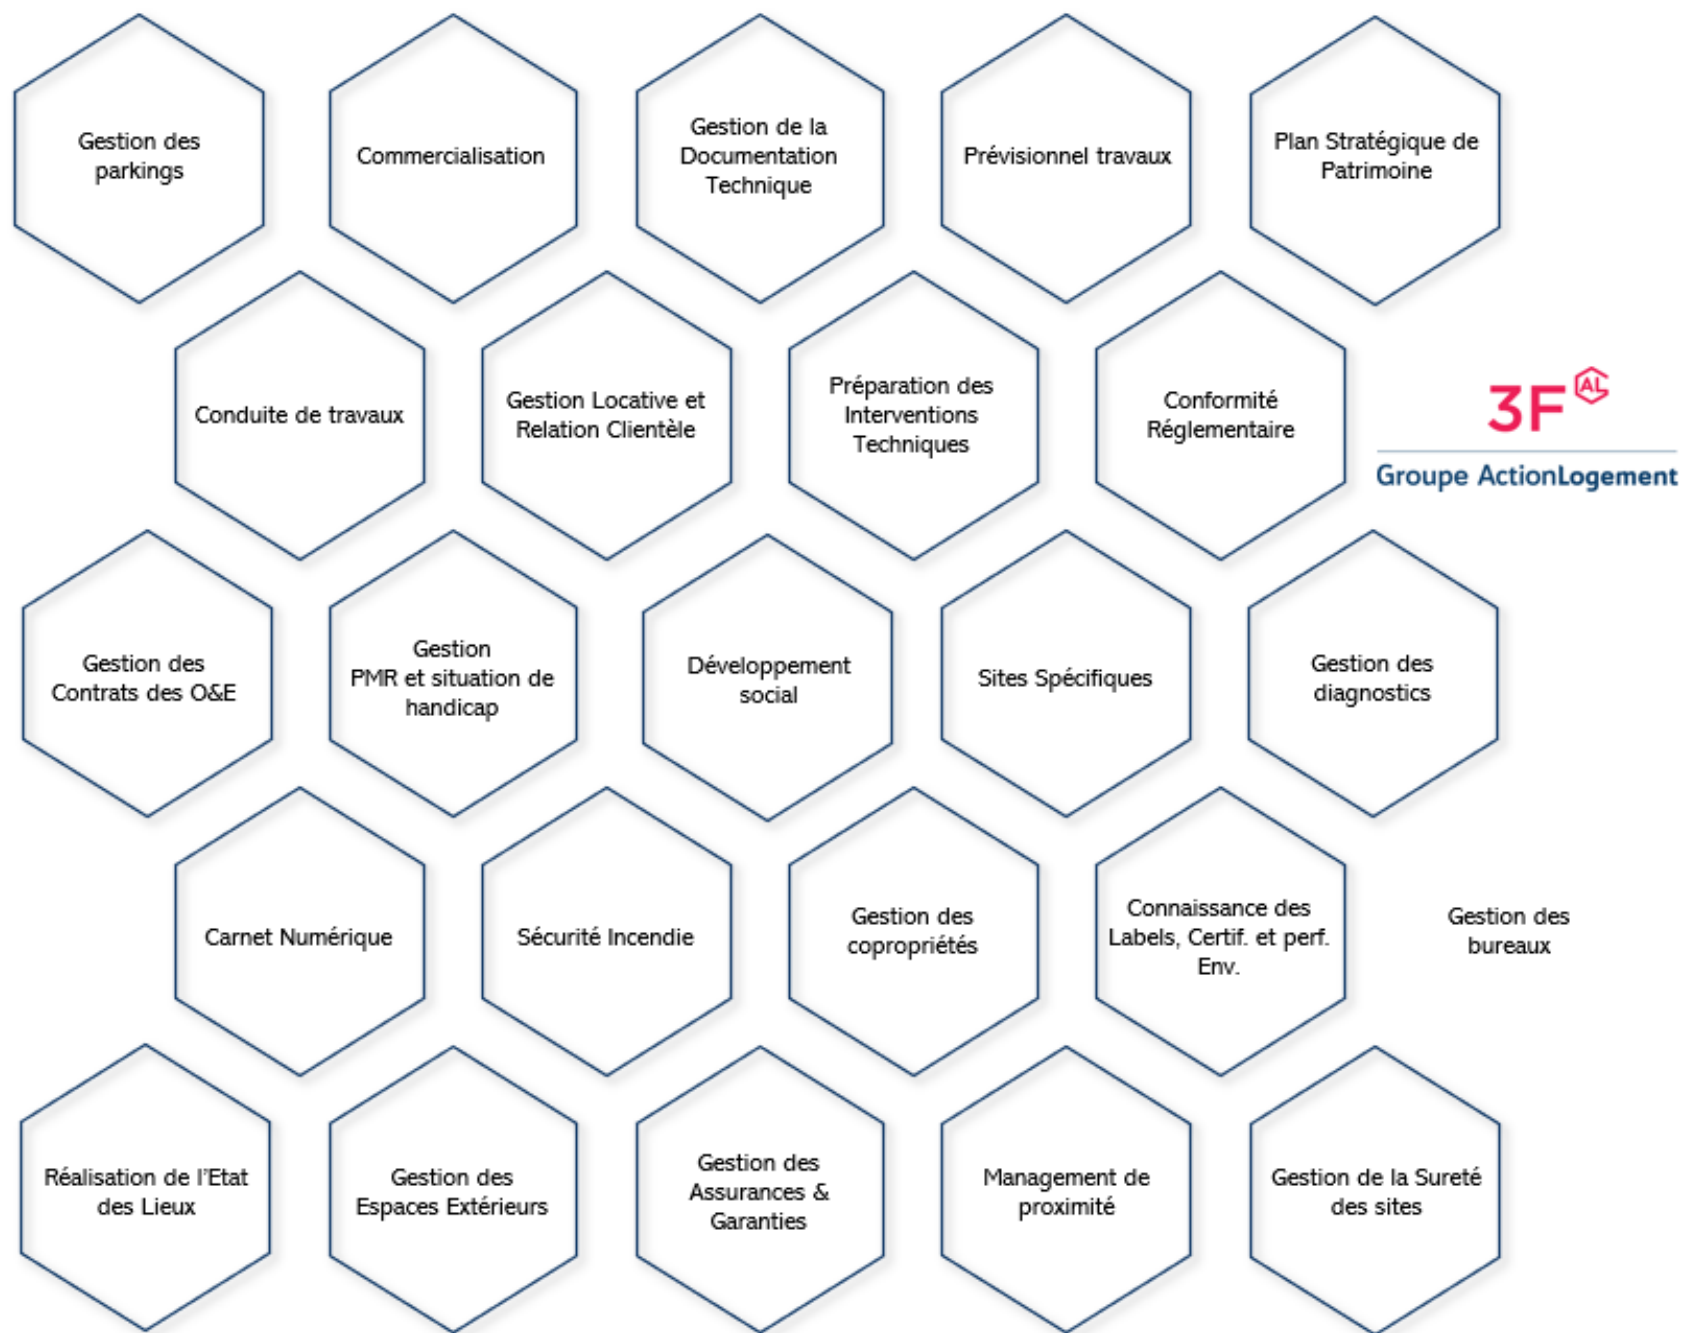 Gestion des
parkings
Commercialisation
Gestion de la
Documentation
Technique
Prévisionnel travaux
Plan Stratégique de
Patrimoine
Conduite de travaux
Gestion Locative et
Relation Clientèle
Préparation des
Interventions
Techniques
Conformité
Réglementaire
3F AL
Groupe ActionLogement
Gestion des
Contrats des O&E
Gestion
PMR et situation de
handicap
Développement
social
Sites Spécifiques
Gestion des
diagnostics
Carnet Numérique
Sécurité Incendie
Gestion des
copropriétés
Connaissance des
Labels, Certif. et perf.
Env.
Gestion des
bureaux
Réalisation de l'Etat
des Lieux
Gestion des
Espaces Extérieurs
Gestion des
Assurances &
Garanties
Management de
proximité
Gestion de la Sureté
des sites